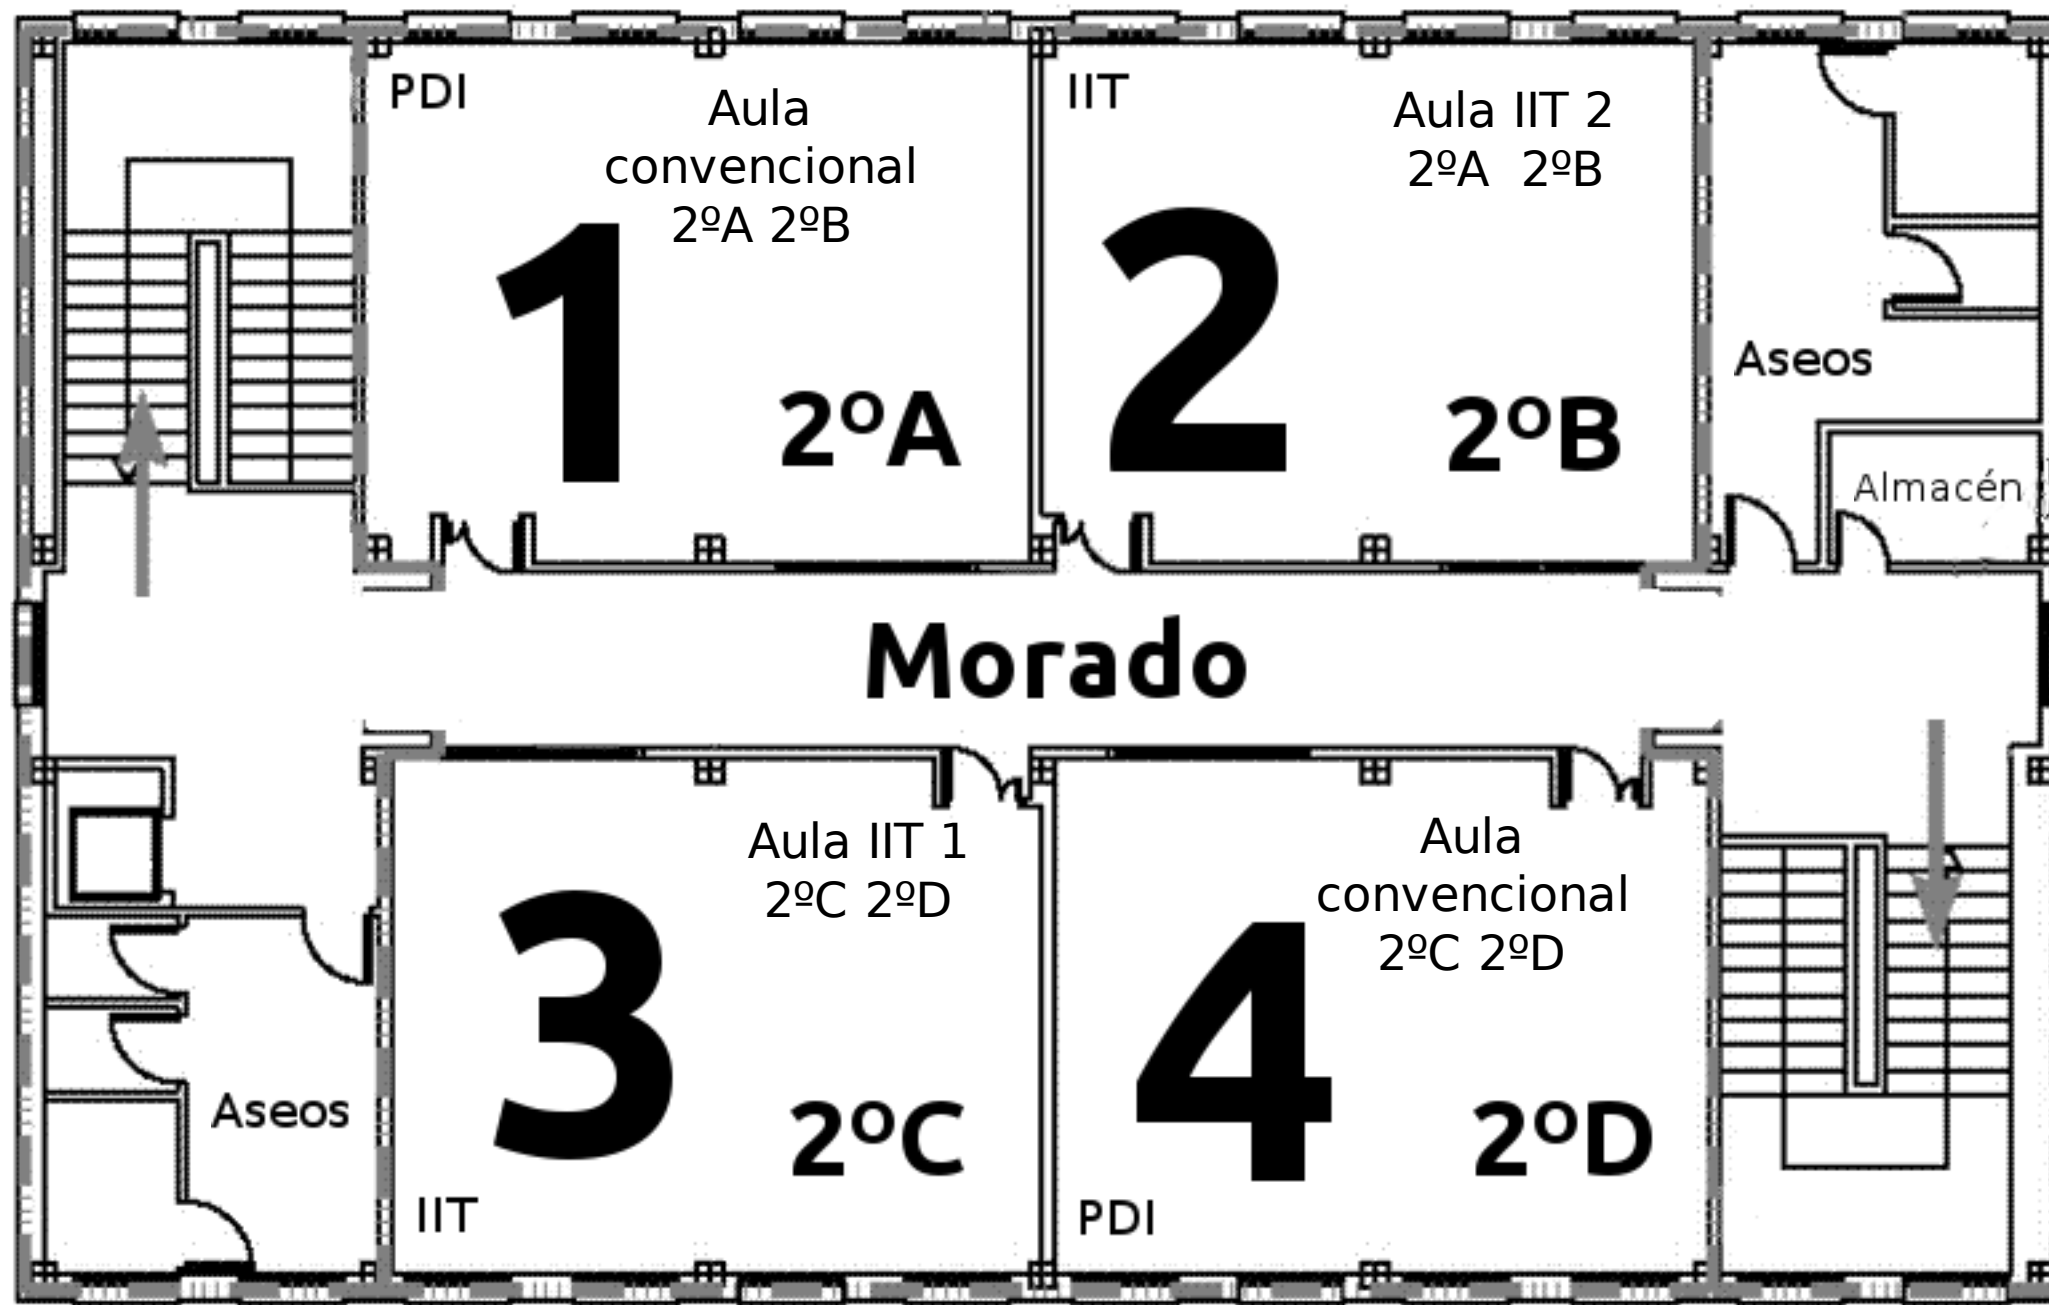 PDI
Aula
convencional
2ºA 2ºB
1
2ºA
IIT
Aula IIT 2
2ºA 2ºB
2
2ºB
Aseos
Almacén
Morado
Aula IIT 1
2ºC 2ºD
3
2ºC
IIT
Aula
convencional
2ºC 2ºD
4
2ºD
PDI
Aseos